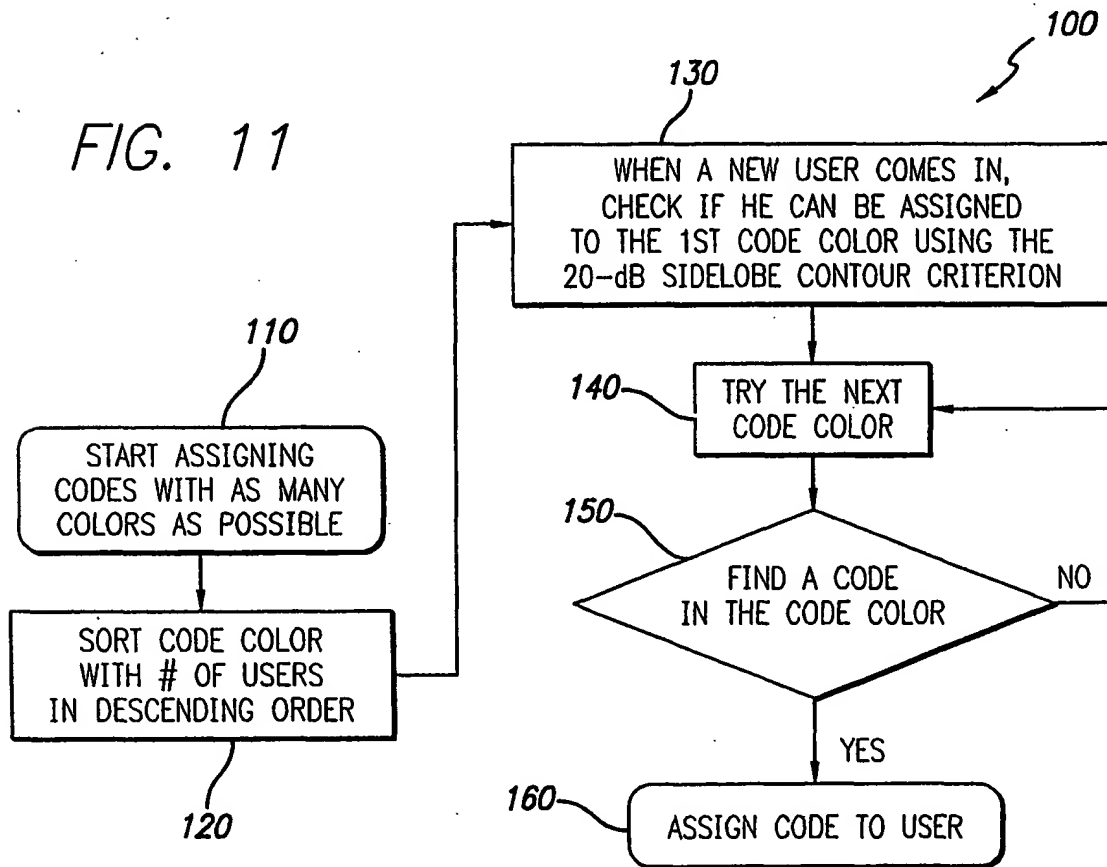 FIG. 11
100
110
START ASSIGNING
CODES WITH AS MANY
COLORS AS POSSIBLE
SORT CODE COLOR
WITH # OF USERS
IN DESCENDING ORDER
120
130
WHEN A NEW USER COMES IN,
CHECK IF HE CAN BE ASSIGNED
TO THE 1ST CODE COLOR USING THE
20-dB SIDELOBE CONTOUR CRITERION
140
TRY THE NEXT
CODE COLOR
150
FIND A CODE
IN THE CODE COLOR
NO
YES
160
ASSIGN CODE TO USER